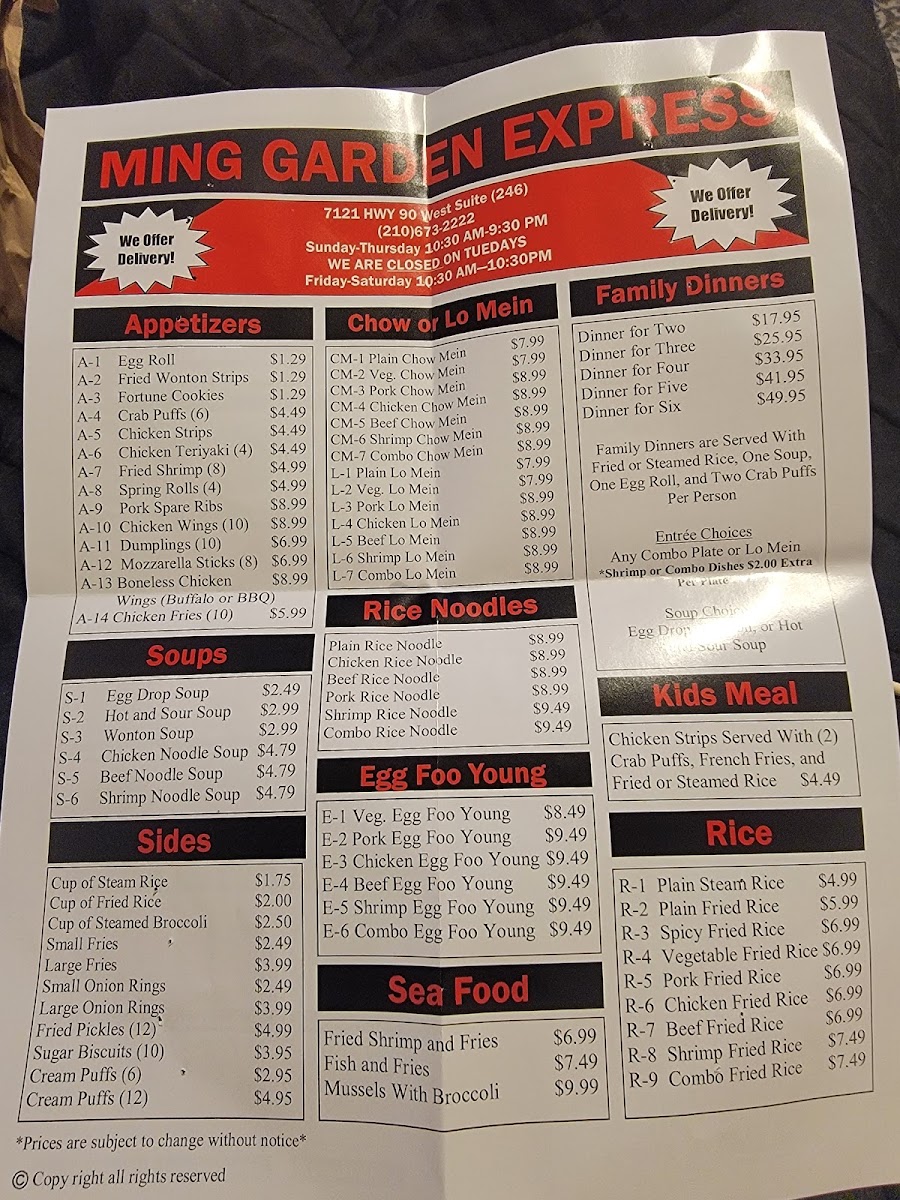 MING GARDEN EXPRESS
We Offer
Delivery!
7121 HWY 90 West Suite (246)
(210)673-2222
Sunday-Thursday 10:30 AM-9:30 PM
WE ARE CLOSED ON TUEDAYS
Friday-Saturday 10:30 AM—10:30PM
We Offer
Delivery!
Appetizers
A-1 Egg Roll $1.29
A-2 Fried Wonton Strips $1.29
A-3 Fortune Cookies $1.29
A-4 Crab Puffs (6) $4.49
A-5 Chicken Strips $4.49
A-6 Chicken Teriyaki (4) $4.49
A-7 Fried Shrimp (8) $4.99
A-8 Spring Rolls (4) $4.99
A-9 Pork Spare Ribs $8.99
A-10 Chicken Wings (10) $8.99
A-11 Dumplings (10) $6.99
A-12 Mozzarella Sticks (8) $6.99
A-13 Boneless Chicken $8.99
Wings (Buffalo or BBQ)
A-14 Chicken Fries (10) $5.99
Soups
S-1 Egg Drop Soup $2.49
S-2 Hot and Sour Soup $2.99
S-3 Wonton Soup $2.99
S-4 Chicken Noodle Soup $4.79
S-5 Beef Noodle Soup $4.79
S-6 Shrimp Noodle Soup $4.79
Sides
Cup of Steam Rice $1.75
Cup of Fried Rice $2.00
Cup of Steamed Broccoli $2.50
Small Fries $2.49
Large Fries $3.99
Small Onion Rings $2.49
Large Onion Rings $3.99
Fried Pickles (12) $4.99
Sugar Biscuits (10) $3.95
Cream Puffs (6) $2.95
Cream Puffs (12) $4.95
*Prices are subject to change without notice*
© Copy right all rights reserved
Chow or Lo Mein
CM-1 Plain Chow Mein $7.99
CM-2 Veg. Chow Mein $7.99
CM-3 Pork Chow Mein $8.99
CM-4 Chicken Chow Mein $8.99
CM-5 Beef Chow Mein $8.99
CM-6 Shrimp Chow Mein $8.99
CM-7 Combo Chow Mein $8.99
L-1 Plain Lo Mein $7.99
L-2 Veg. Lo Mein $7.99
L-3 Pork Lo Mein $8.99
L-4 Chicken Lo Mein $8.99
L-5 Beef Lo Mein $8.99
L-6 Shrimp Lo Mein $8.99
L-7 Combo Lo Mein $8.99
Rice Noodles
Plain Rice Noodle $8.99
Chicken Rice Noodle $8.99
Beef Rice Noodle $8.99
Pork Rice Noodle $8.99
Shrimp Rice Noodle $9.49
Combo Rice Noodle $9.49
Egg Foo Young
E-1 Veg. Egg Foo Young $8.49
E-2 Pork Egg Foo Young $9.49
E-3 Chicken Egg Foo Young $9.49
E-4 Beef Egg Foo Young $9.49
E-5 Shrimp Egg Foo Young $9.49
E-6 Combo Egg Foo Young $9.49
Sea Food
Fried Shrimp and Fries $6.99
Fish and Fries $7.49
Mussels With Broccoli $9.99
Family Dinners
Dinner for Two $17.95
Dinner for Three $25.95
Dinner for Four $33.95
Dinner for Five $41.95
Dinner for Six $49.95
Family Dinners are Served With
Fried or Steamed Rice, One Soup,
One Egg Roll, and Two Crab Puffs
Per Person
Entrée Choices
Any Combo Plate or Lo Mein
*Shrimp or Combo Dishes $2.00 Extra
Per Plate
Soup
Egg Drop or Hot
Sour Soup
Kids Meal
Chicken Strips Served With (2)
Crab Puffs, French Fries, and
Fried or Steamed Rice $4.49
Rice
R-1 Plain Steam Rice $4.99
R-2 Plain Fried Rice $5.99
R-3 Spicy Fried Rice $6.99
R-4 Vegetable Fried Rice $6.99
R-5 Pork Fried Rice $6.99
R-6 Chicken Fried Rice $6.99
R-7 Beef Fried Rice $6.99
R-8 Shrimp Fried Rice $7.49
R-9 Combo Fried Rice $7.49